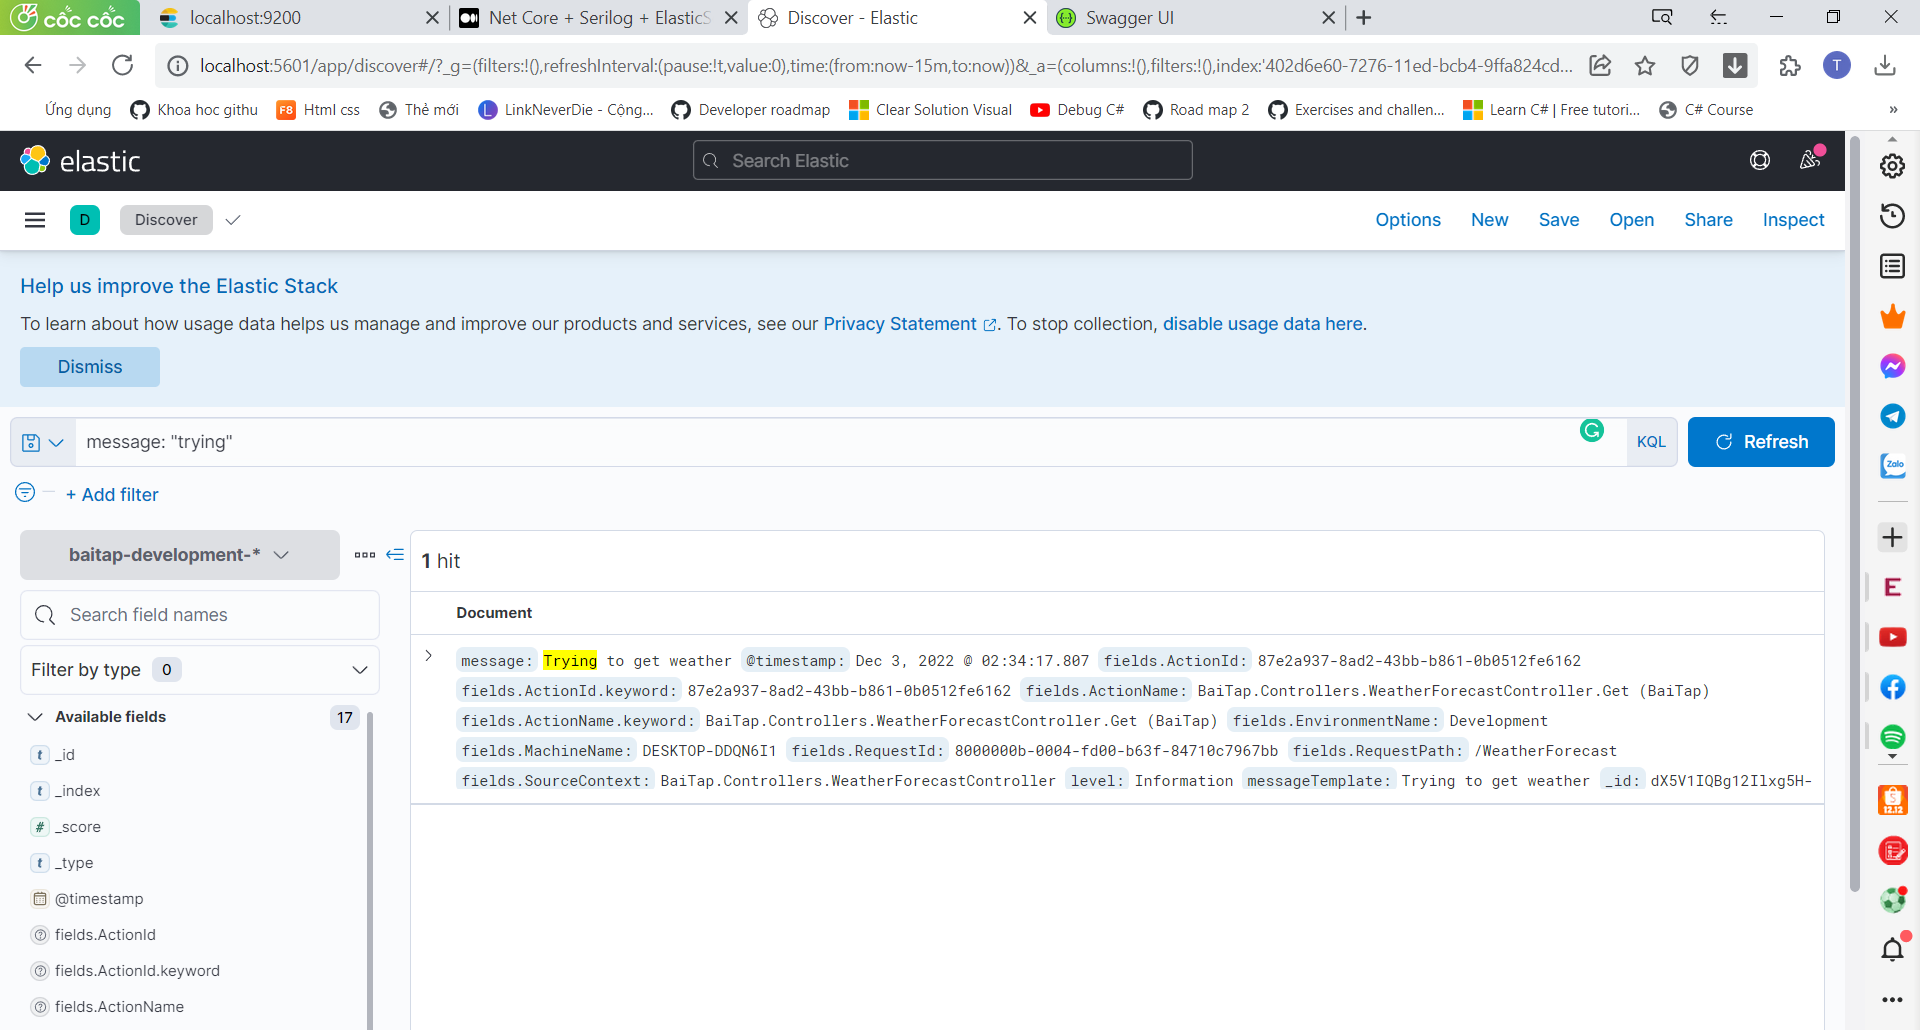 cốc cốc
localhost:9200
Net Core + Serilog + ElasticS
Discover - Elastic
Swagger UI
localhost:5601/app/discover#/?_g=(filters:!(),refreshInterval:(pause:!t,value:0),time:(from:now-15m,to:now))&_a=(columns:!(),filters:!(),index:'402d6e60-7276-11ed-bcb4-9ffa824cd...
T
Ứng dụng
Khoa hoc githu
F8 Html css
Thẻ mới
L LinkNeverDie - Cộng...
Developer roadmap
Clear Solution Visual
Debug C#
Road map 2
Exercises and challen...
Learn C# | Free tutori...
C# Course
»
elastic
Search Elastic
D
Discover
Options
New
Save
Open
Share
Inspect
Help us improve the Elastic Stack
To learn about how usage data helps us manage and improve our products and services, see our Privacy Statement. To stop collection, disable usage data here.
Dismiss
message: "trying"
KQL
Refresh
+ Add filter
baitap-development-*
Search field names
Filter by type 0
Available fields 17
t _id
t _index
# _score
t _type
@timestamp
fields.ActionId
fields.ActionId.keyword
fields.ActionName
1 hit
Document
message: Trying to get weather @timestamp: Dec 3, 2022 @ 02:34:17.807 fields.ActionId: 87e2a937-8ad2-43bb-b861-0b0512fe6162
fields.ActionId.keyword: 87e2a937-8ad2-43bb-b861-0b0512fe6162 fields.ActionName: BaiTap.Controllers.WeatherForecastController.Get (BaiTap)
fields.ActionName.keyword: BaiTap.Controllers.WeatherForecastController.Get (BaiTap) fields.EnvironmentName: Development
fields.MachineName: DESKTOP-DDQN6I1 fields.RequestId: 8000000b-0004-fd00-b63f-84710c7967bb fields.RequestPath: /WeatherForecast
fields.SourceContext: BaiTap.Controllers.WeatherForecastController level: Information messageTemplate: Trying to get weather _id: dX5V1IQBg12Ilxg5H-
Zalo
E
12.12